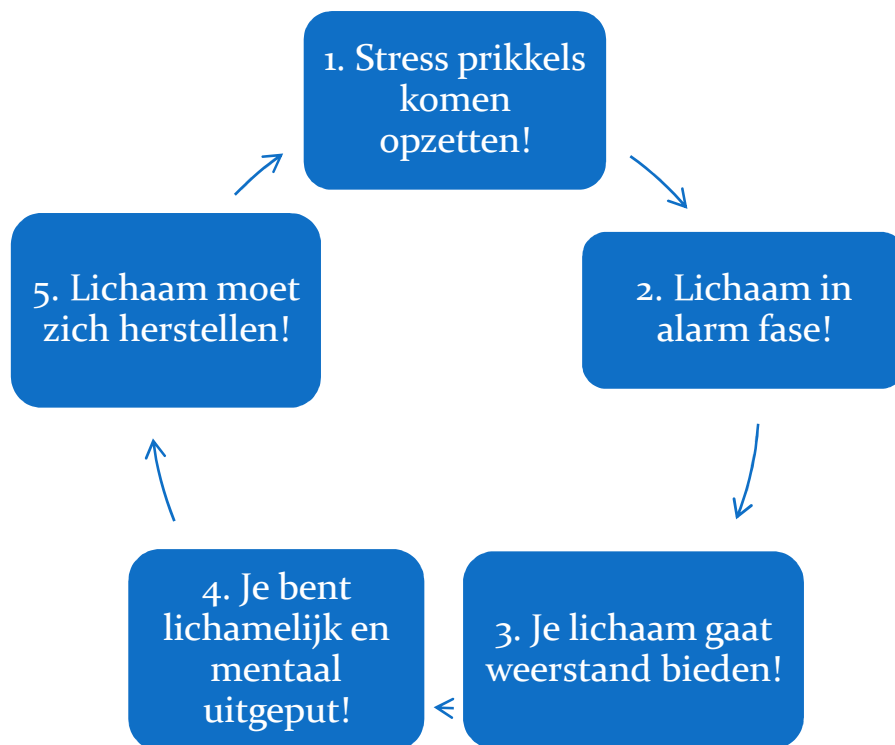 1. Stress prikkels
komen
opzetten!
2. Lichaam in
alarm fase!
3. Je lichaam gaat
weerstand bieden!
4. Je bent
lichamelijk en
mentaal
uitgeput!
5. Lichaam moet
zich herstellen!